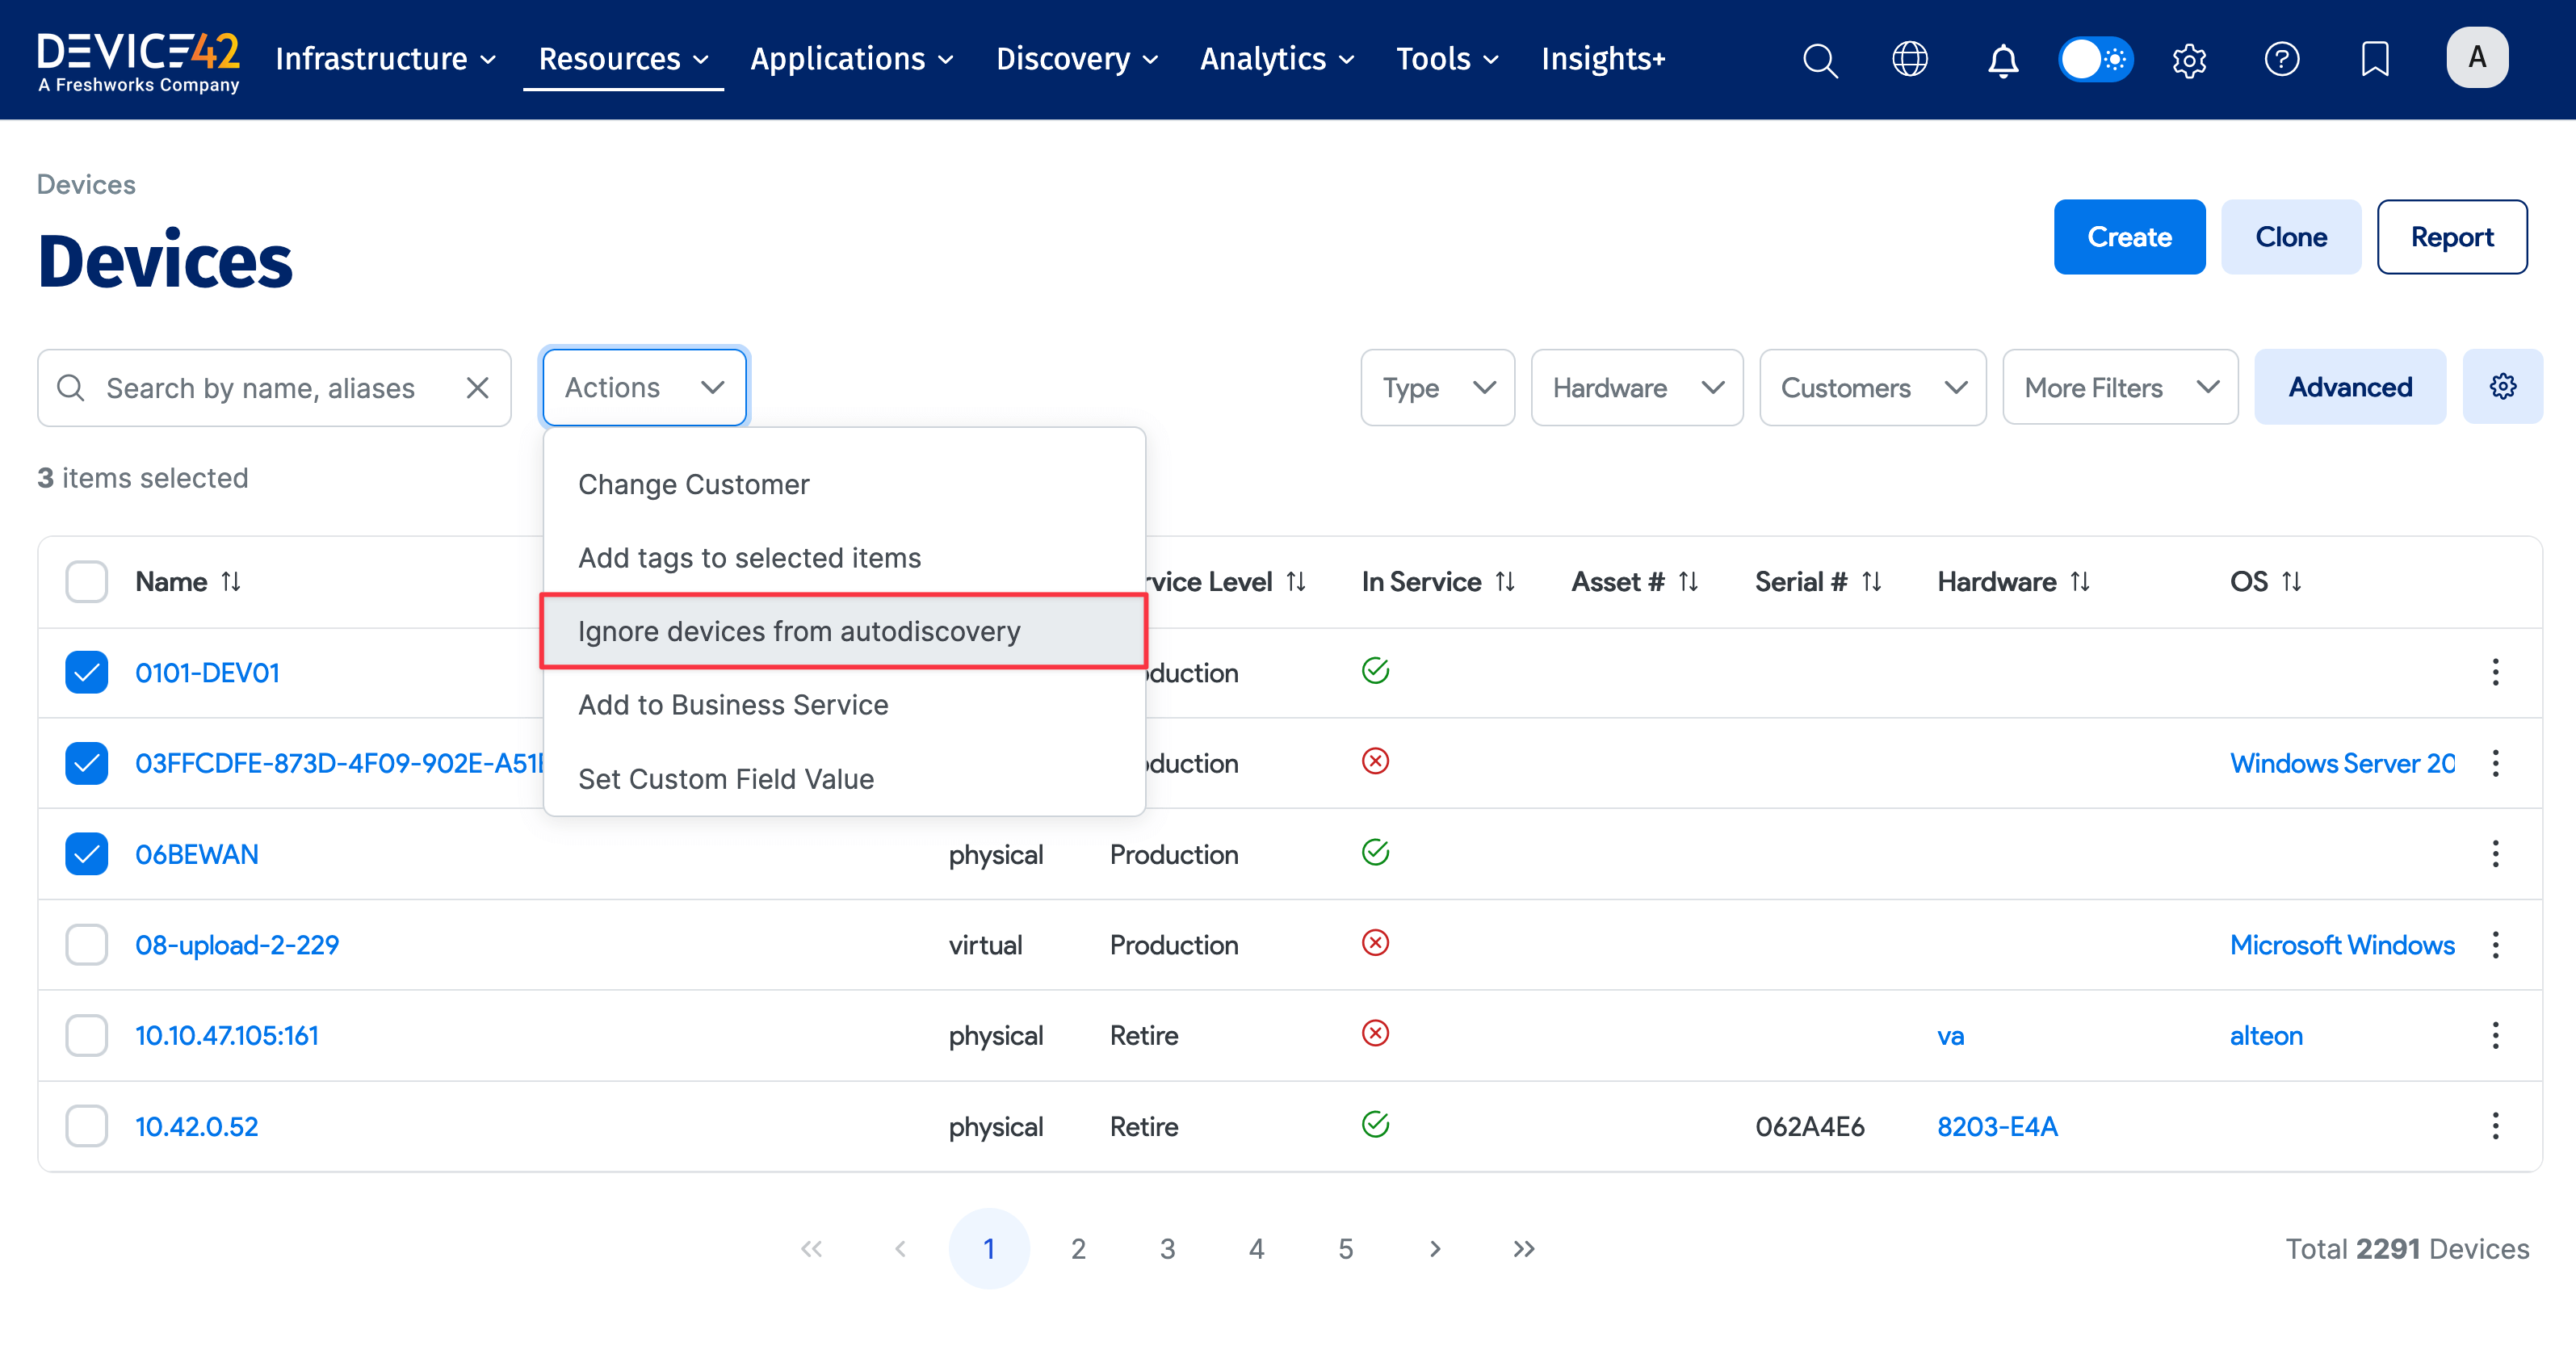 DEVICE42
A Freshworks Company
Infrastructure Resources Applications Discovery Analytics Tools Insights+
A
Devices
Devices
Create Clone Report
Search by name, aliases
Actions
Type Hardware Customers More Filters Advanced
3 items selected
Change Customer
Add tags to selected items
Ignore devices from autodiscovery
Add to Business Service
Set Custom Field Value
Name rvice Level In Service Asset # Serial # Hardware OS
0101-DEV01 duction
03FFCDFE-873D-4F09-902E-A51 duction Windows Server 20
06BEWAN physical Production
08-upload-2-229 virtual Production Microsoft Windows
10.10.47.105:161 physical Retire va alteon
10.42.0.52 physical Retire 062A4E6 8203-E4A
1 2 3 4 5
Total 2291 Devices